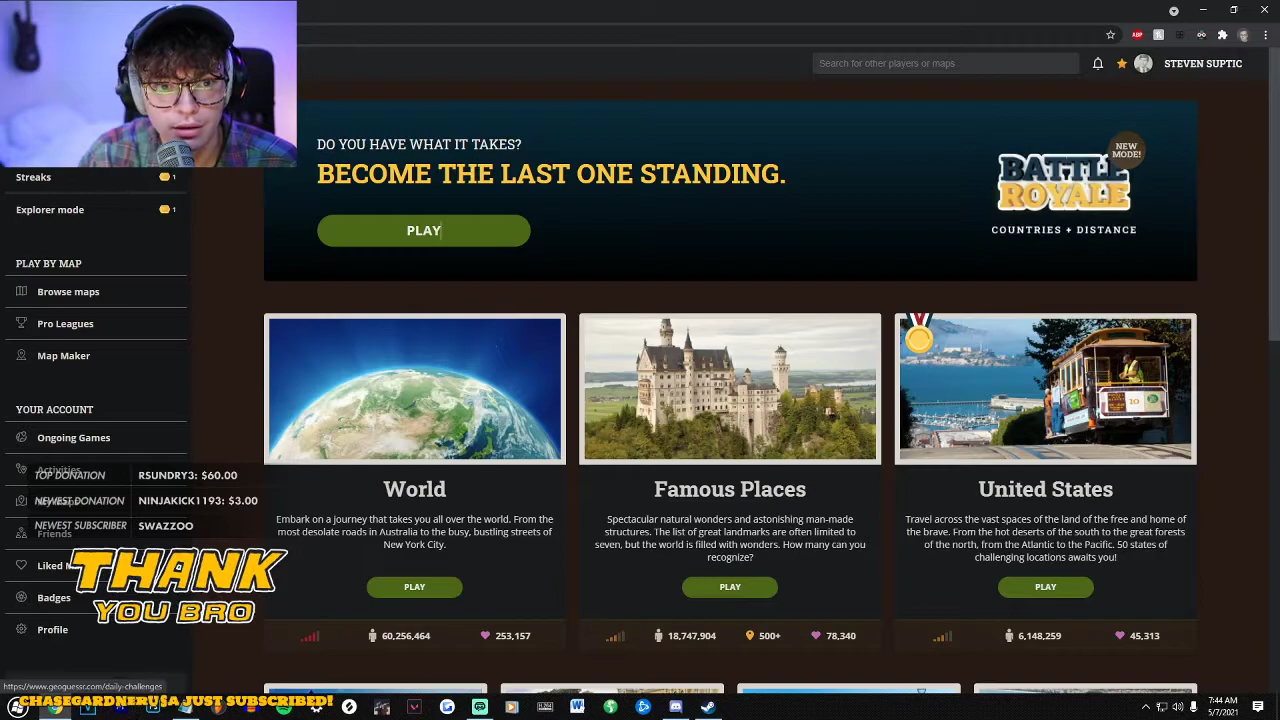 ABP
Search for other players or maps
STEVEN SUPTIC
DO YOU HAVE WHAT IT TAKES?
BECOME THE LAST ONE STANDING.
PLAY
NEW MODE!
BATTLE
ROYALE
COUNTRIES + DISTANCE
Streaks
1
Explorer mode
1
PLAY BY MAP
Browse maps
Pro Leagues
Map Maker
YOUR ACCOUNT
Ongoing Games
Activities
TOP DONATION RSUNDRY3: $60.00
NEWEST DONATION NINJAKICK1193: $3.00
NEWEST SUBSCRIBER SWAZZOO
Friends
Liked
THANK
YOU BRO
Badges
Profile
World
Embark on a journey that takes you all over the world. From the
most desolate roads in Australia to the busy, bustling streets of
New York City.
PLAY
60,256,464
253,157
Famous Places
Spectacular natural wonders and astonishing man-made
structures. The list of great landmarks are often limited to
seven, but the world is filled with wonders. How many can you
recognize?
PLAY
18,747,904
500+
78,340
10
United States
Travel across the vast spaces of the land of the free and home of
the brave. From the hot deserts of the south to the great forests
of the north, from the Atlantic to the Pacific. 50 states of
challenging locations awaits you!
PLAY
6,148,259
45,313
https://www.geoguessr.com/daily-challenges
CHASEGARDNERUSA JUST SUBSCRIBED!
7:44 AM
5/7/2021